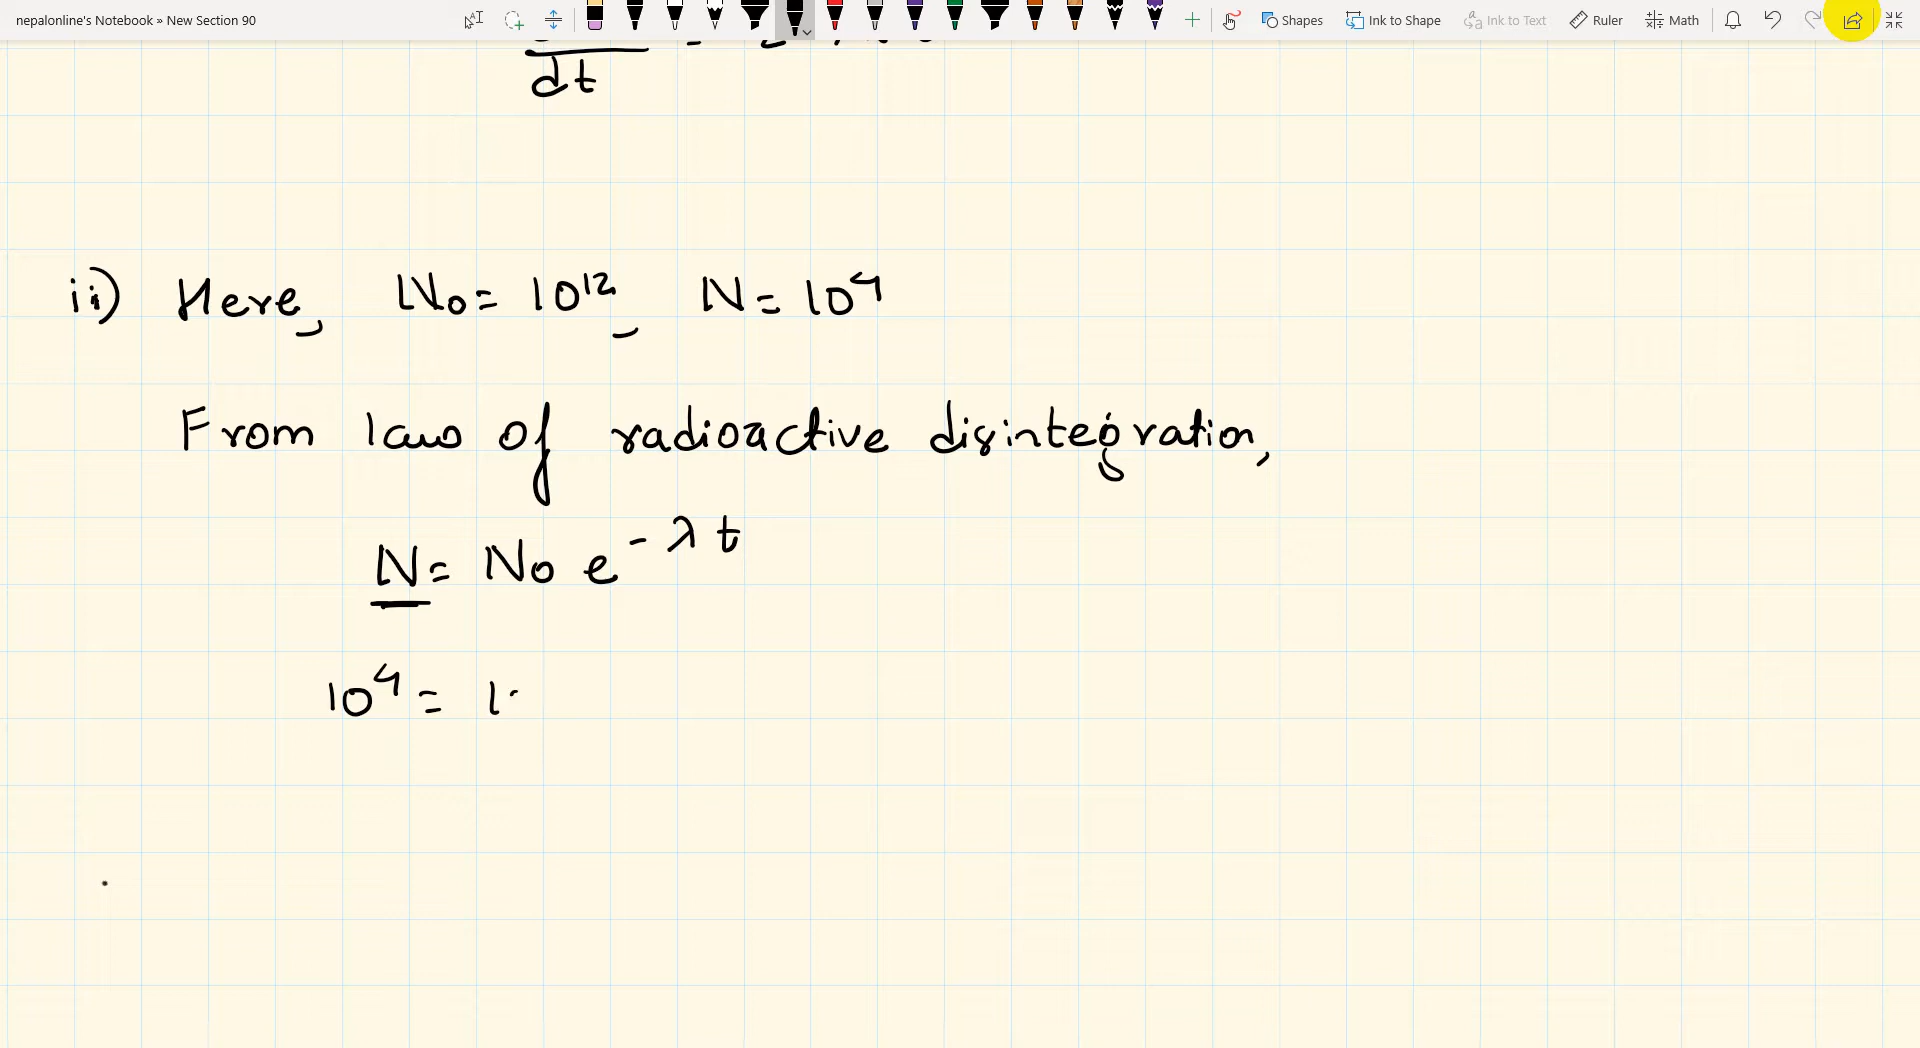 nepalonline's Notebook » New Section 90
Shapes Ink to Shape Ink to Text Ruler Math
dt
ii) Here, N₀ = 10¹², N = 10⁴
From law of radioactive disintegration,
N = N₀ e^{-λt}
10⁴ = 1